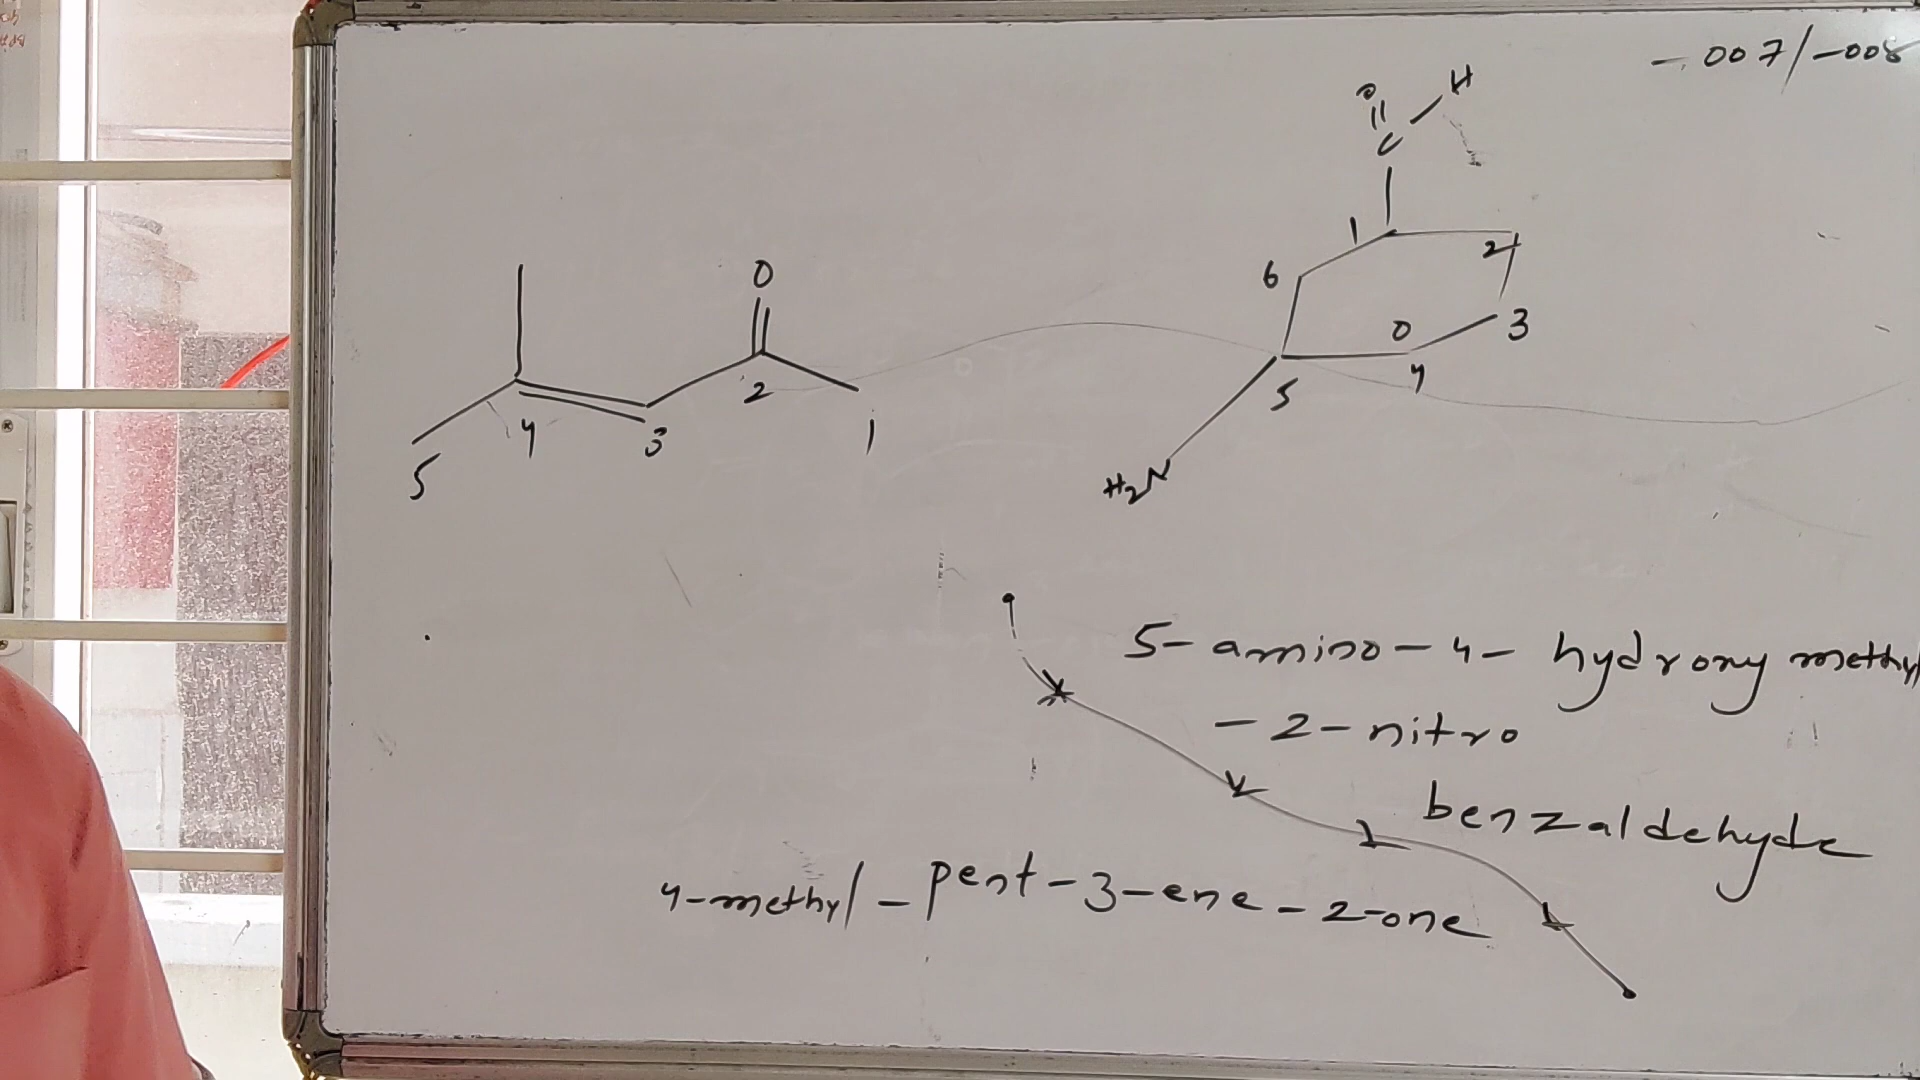 -. 007/-008
O H
||
C
1 2
6
O 3
5 4
H2N
O
2
4 3 1
5
5- amino-4- hydroxy methyl
- 2-nitro
benzaldehyde
4-methyl - pent-3-ene-2-one